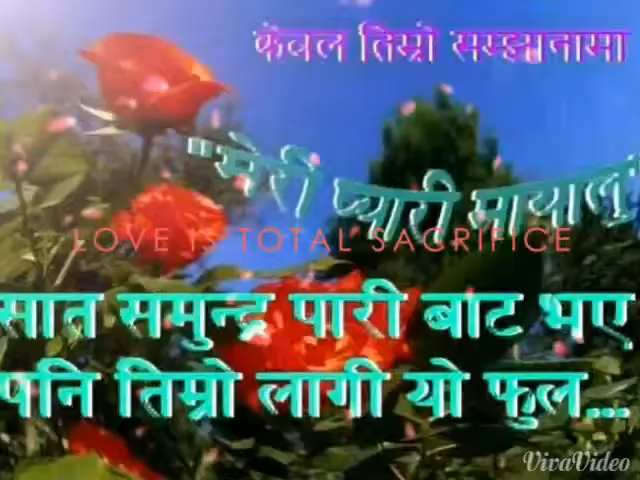 केवल तिम्रो सम्झनामा
"मेरी प्यारी मायालु"
LOVE IS TOTAL SACRIFICE
सात समुन्द्र पारी बाट भए
पनि तिम्रो लागी यो फुल...
VivaVideo